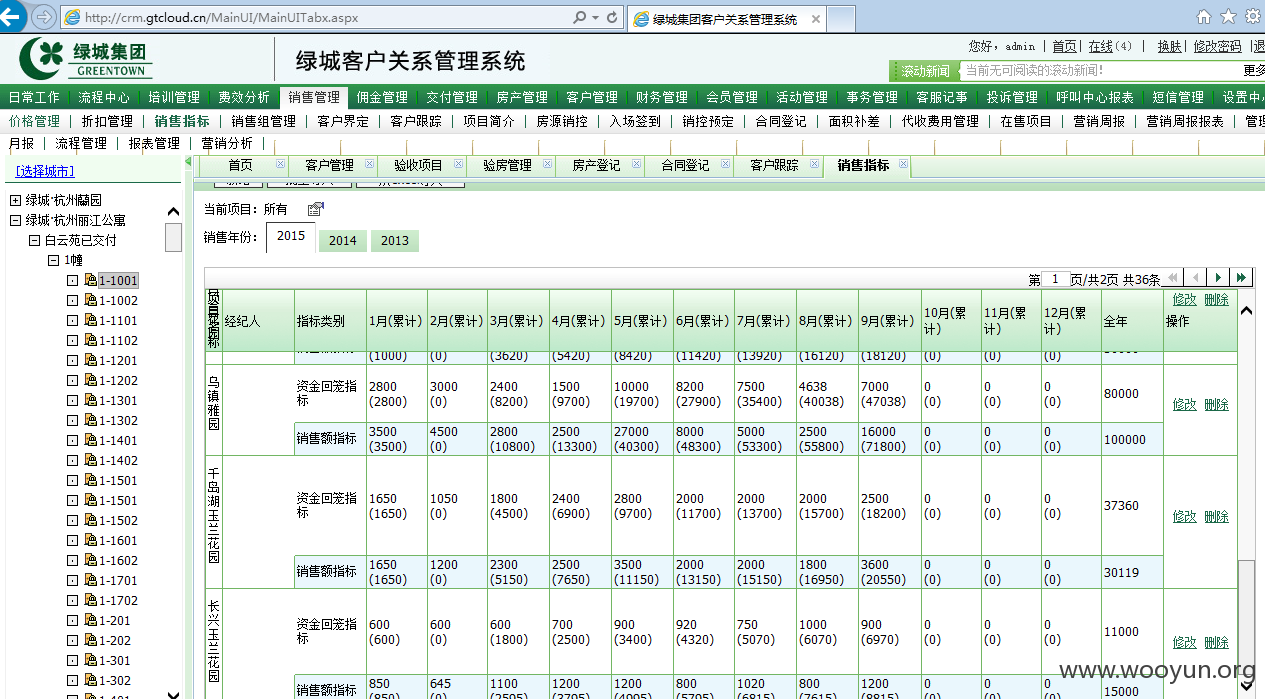 http://crm.gtcloud.cn/MainUI/MainUITabx.aspx
绿城集团客户关系管理系统
绿城集团 GREENTOWN
绿城客户关系管理系统
您好，admin | 首页| 在线(4) | 换肤| 修改密码 |退
滚动新闻 当前无可阅读的滚动新闻! 更多
日常工作 流程中心 培训管理 费效分析 销售管理 佣金管理 交付管理 房产管理 客户管理 财务管理 会员管理 活动管理 事务管理 客服记事 投诉管理 呼叫中心报表 短信管理 设置中心
价格管理 | 折扣管理 | 销售指标 | 销售组管理 | 客户界定 | 客户跟踪 | 项目简介 | 房源销控 | 入场签到 | 销控预定 | 合同登记 | 面积补差 | 代收费用管理 | 在售项目 | 营销周报 | 营销周报报表 | 管理
月报 | 流程管理 | 报表管理 | 营销分析 |
[选择城市]
首页 客户管理 验收项目 验房管理 房产登记 合同登记 客户跟踪 销售指标
绿城·杭州蘭园
绿城·杭州丽江公寓
白云苑已交付
1幢
1-1001
1-1002
1-1101
1-1102
1-1201
1-1202
1-1301
1-1302
1-1401
1-1402
1-1501
1-1501
1-1502
1-1601
1-1602
1-1701
1-1702
1-201
1-202
1-301
1-302
当前项目: 所有
销售年份: 2015 2014 2013
第 1 页/共2页 共36条
经纪人 指标类别 1月(累计) 2月(累计) 3月(累计) 4月(累计) 5月(累计) 6月(累计) 7月(累计) 8月(累计) 9月(累计) 10月(累计) 11月(累计) 12月(累计) 全年 操作
修改 删除
(1000) (0) (3620) (5420) (8420) (11420) (13920) (16120) (18120) (0) (0) (0)
乌镇雅园
资金回笼指标 2800 3000 2400 1500 10000 8200 7500 4638 7000 0 0 0 80000
(2800) (0) (8200) (9700) (19700) (27900) (35400) (40038) (47038) (0) (0) (0)
修改 删除
销售额指标 3500 4500 2800 2500 27000 8000 5000 2500 16000 0 0 0 100000
(3500) (0) (10800) (13300) (40300) (48300) (53300) (55800) (71800) (0) (0) (0)
千岛湖玉兰花园
资金回笼指标 1650 1050 1800 2400 2800 2000 2000 2000 2500 0 0 0 37360
(1650) (0) (4500) (6900) (9700) (11700) (13700) (15700) (18200) (0) (0) (0)
修改 删除
销售额指标 1650 1200 2300 2500 3500 2000 2000 1800 3600 0 0 0 30119
(1650) (0) (5150) (7650) (11150) (13150) (15150) (16950) (20550) (0) (0) (0)
长兴玉兰花园
资金回笼指标 600 600 600 700 900 920 750 1000 900 0 0 0 11000
(600) (0) (1800) (2500) (3400) (4320) (5070) (6070) (6970) (0) (0) (0)
修改 删除
销售额指标 850 645 1100 1200 1200 800 1020 800 1200 0 0 0 15000
www.wooyun.org